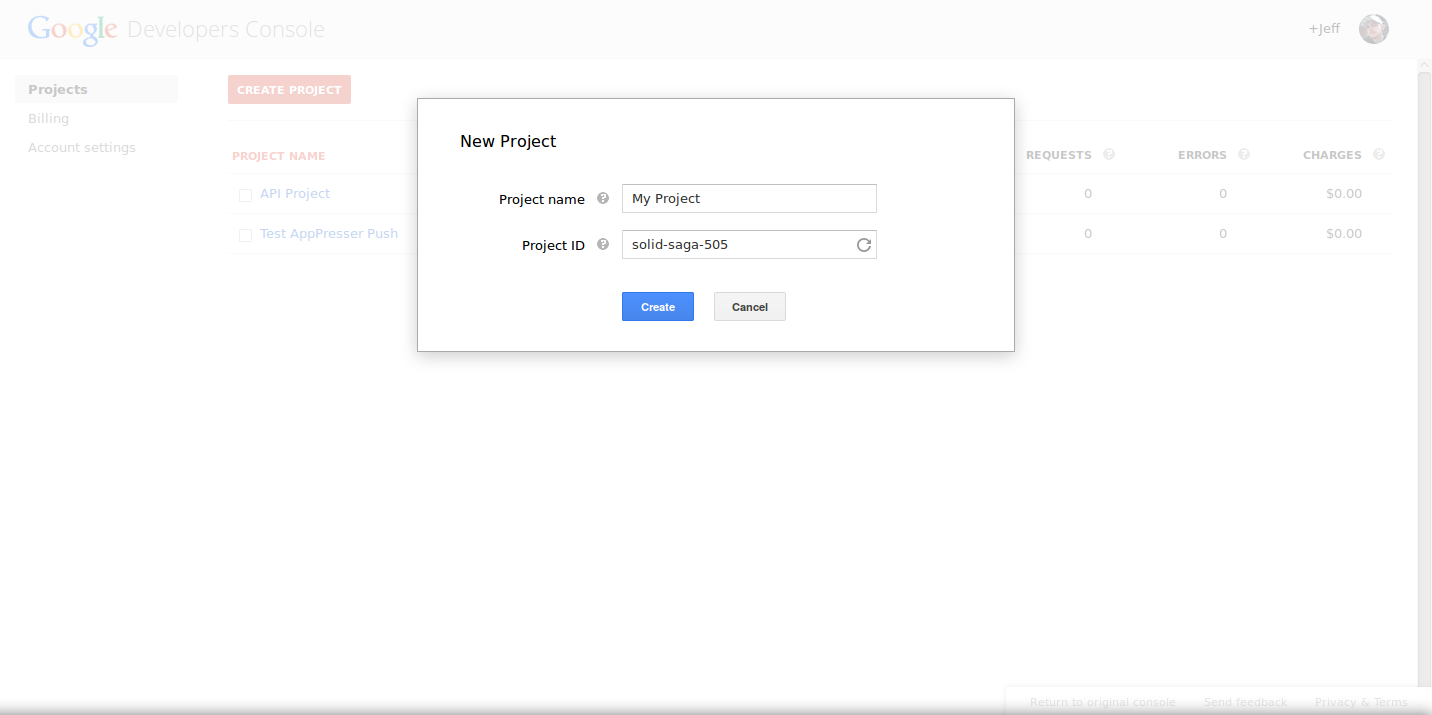 Google Developers Console
+Jeff
Projects
Billing
Account settings
CREATE PROJECT
PROJECT NAME
REQUESTS
ERRORS
CHARGES
API Project
0
0
$0.00
Test AppPresser Push
0
0
$0.00
New Project
Project name
My Project
Project ID
solid-saga-505
Create
Cancel
Return to original console
Send feedback
Privacy & Terms